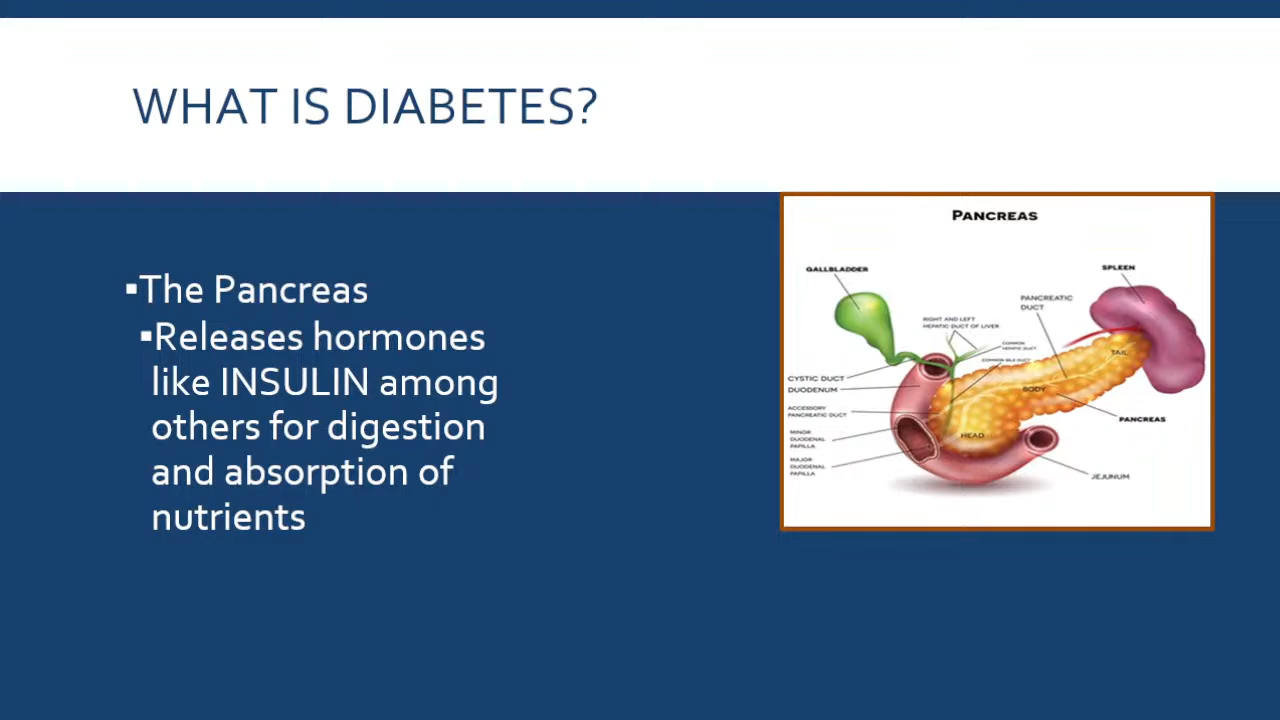 WHAT IS DIABETES?
▪The Pancreas
▪Releases hormones
like INSULIN among
others for digestion
and absorption of
nutrients
PANCREAS
GALLBLADDER
SPLEEN
PANCREATIC
DUCT
RIGHT AND LEFT
HEPATIC DUCT OF LIVER
COMMON
HEPATIC DUCT
COMMON BILE DUCT
TAIL
CYSTIC DUCT
DUODENUM
BODY
ACCESSORY
PANCREATIC DUCT
PANCREAS
MINOR
DUODENAL
PAPILLA
HEAD
MAJOR
DUODENAL
PAPILLA
JEJUNUM